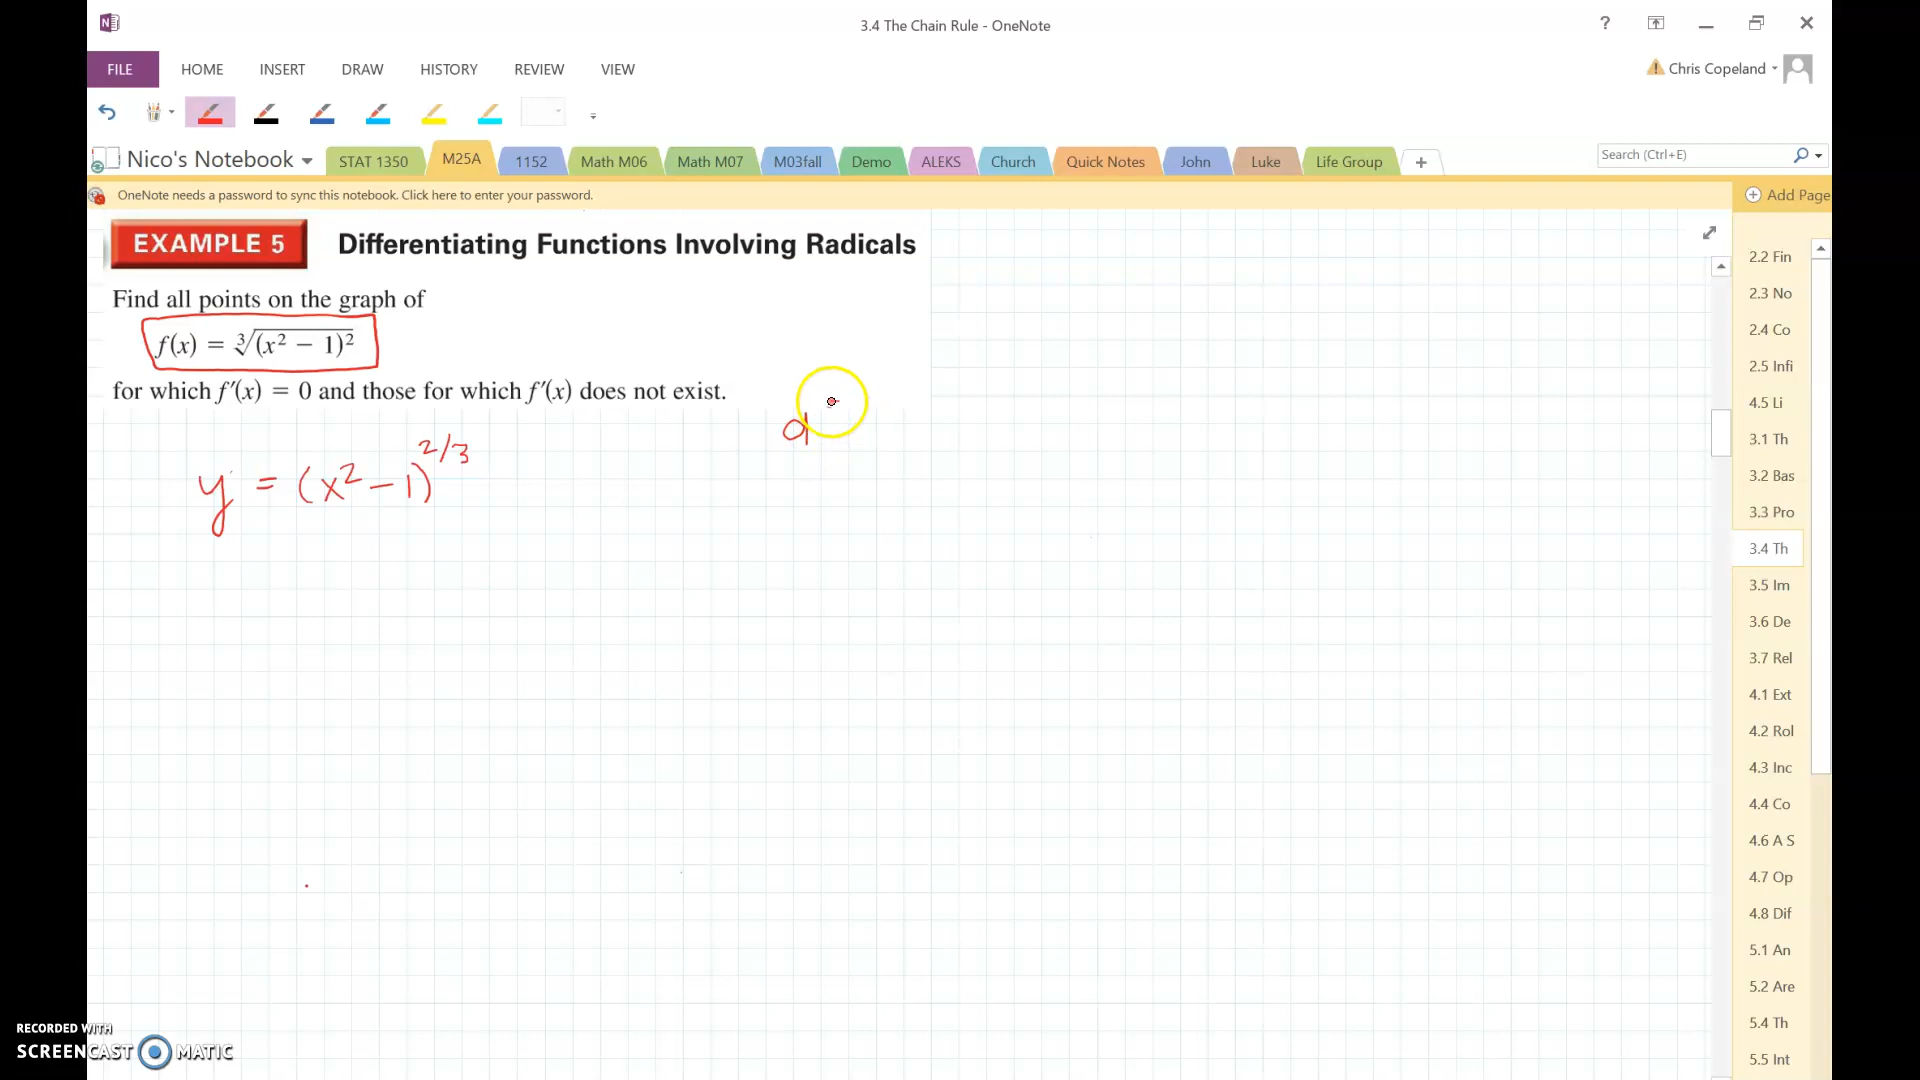 3.4 The Chain Rule - OneNote
FILE HOME INSERT DRAW HISTORY REVIEW VIEW
Chris Copeland
Nico's Notebook
STAT 1350 M25A 1152 Math M06 Math M07 M03fall Demo ALEKS Church Quick Notes John Luke Life Group
Search (Ctrl+E)
OneNote needs a password to sync this notebook. Click here to enter your password.
Add Page
EXAMPLE 5 Differentiating Functions Involving Radicals
Find all points on the graph of
f(x) = ∛(x² − 1)²
for which f′(x) = 0 and those for which f′(x) does not exist.
y = (x² − 1)^2/3
2.2 Fin
2.3 No
2.4 Co
2.5 Infi
4.5 Li
3.1 Th
3.2 Bas
3.3 Pro
3.4 Th
3.5 Im
3.6 De
3.7 Rel
4.1 Ext
4.2 Rol
4.3 Inc
4.4 Co
4.6 A S
4.7 Op
4.8 Dif
5.1 An
5.2 Are
5.4 Th
5.5 Int
RECORDED WITH
SCREENCAST MATIC